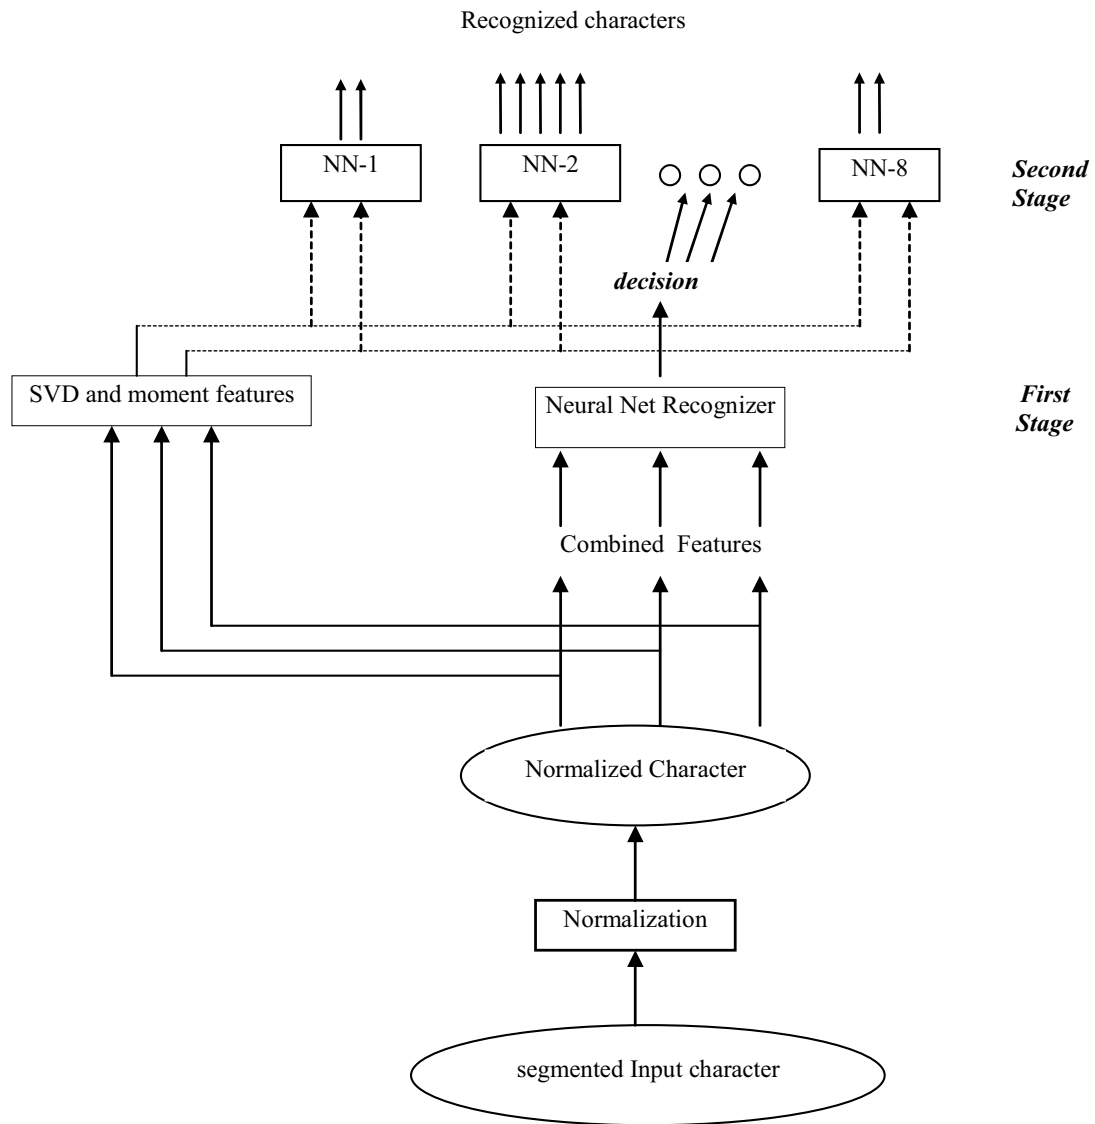 Recognized characters
NN-1
NN-2
NN-8
Second
Stage
decision
SVD and moment features
Neural Net Recognizer
First
Stage
Combined Features
Normalized Character
Normalization
segmented Input character